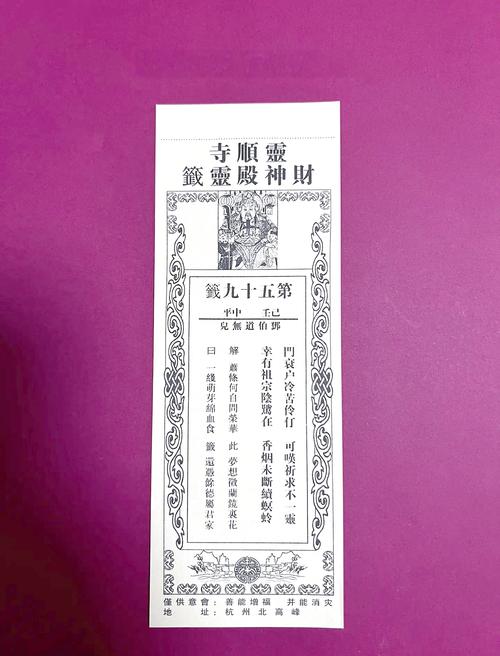 靈順寺
財神殿靈籤
第五十九籤
己壬　中平
鄧伯道無兒
門衰户冷苦伶仃　可嘆祈求不一靈
幸有祖宗陰騭在　香烟未斷續螟蛉
解　蕭條何自問榮華　此　夢想徵蘭鏡裏花
曰　一綫萌芽綿血食　籤　還憑餘德屬君家
僅供意會：善能增福　并能消灾
地　　址：杭州北高峰